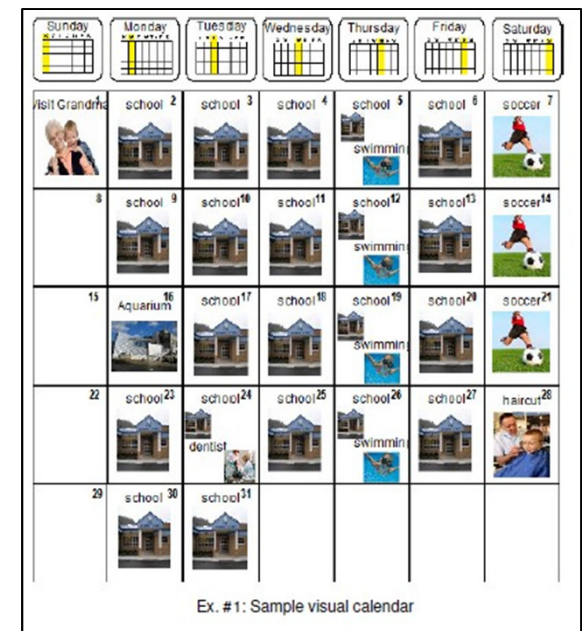 Sunday Monday Tuesday Wednesday Thursday Friday Saturday
Visit Grandma 1 school 2 school 3 school 4 school 5 school 6 soccer 7
swimming
8 school 9 school 10 school 11 school 12 school 13 soccer 14
swimming
15 Aquarium 16 school 17 school 18 school 19 school 20 soccer 21
swimming
22 school 23 school 24 school 25 school 26 school 27 haircut 28
dentist swimming
29 school 30 school 31
Ex. #1: Sample visual calendar